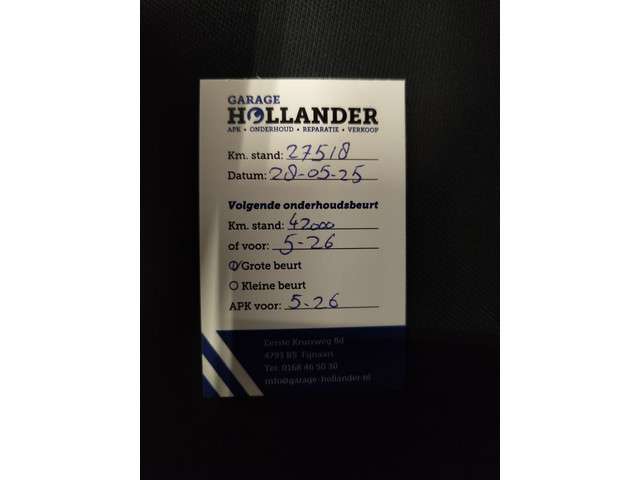 GARAGE
HOLLANDER
APK • ONDERHOUD • REPARATIE • VERKOOP
Km. stand: 27518
Datum: 28-05-25
Volgende onderhoudsbeurt
Km. stand: 42000
of voor: 5-26
Grote beurt
Kleine beurt
APK voor: 5-26
Eerste Kruisweg 8d
4793 BS Fijnaart
Tel. 0168 46 50 30
info@garage-hollander.nl